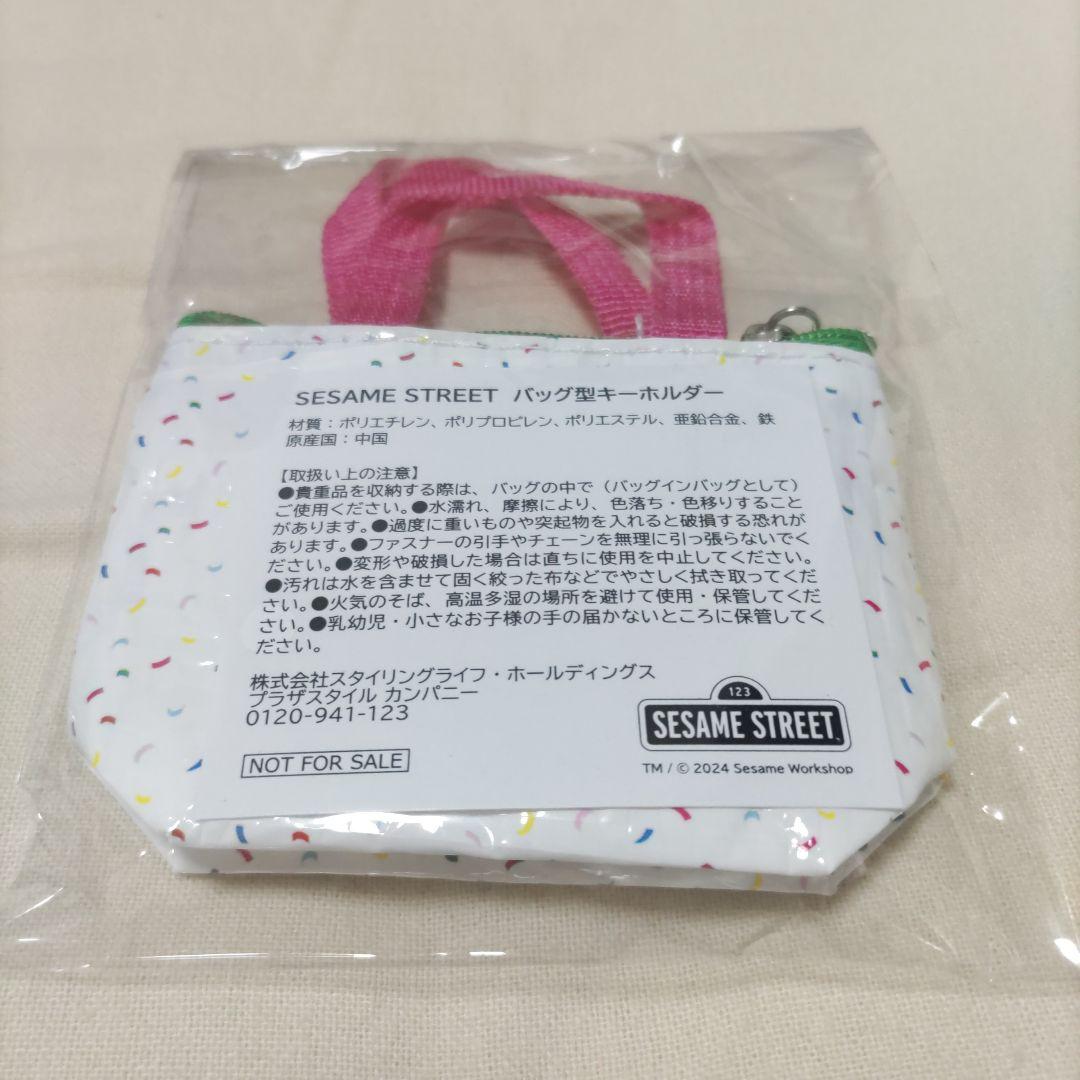 SESAME STREET バッグ型キーホルダー
材質：ポリエチレン、ポリプロピレン、ポリエステル、亜鉛合金、鉄
原産国：中国
【取扱い上の注意】
●貴重品を収納する際は、バッグの中で（バッグインバッグとして）
ご使用ください。●水濡れ、摩擦により、色落ち・色移りすること
があります。●過度に重いものや突起物を入れると破損する恐れが
あります。●ファスナーの引手やチェーンを無理に引っ張らないでく
ださい。●変形や破損した場合は直ちに使用を中止してください。
●汚れは水を含ませて固く絞った布などでやさしく拭き取ってくだ
さい。●火気のそば、高温多湿の場所を避けて使用・保管してくだ
さい。●乳幼児・小さなお子様の手の届かないところに保管してく
ださい。
株式会社スタイリングライフ・ホールディングス
プラザスタイル カンパニー
0120-941-123
NOT FOR SALE
123
SESAME STREET
TM / © 2024 Sesame Workshop